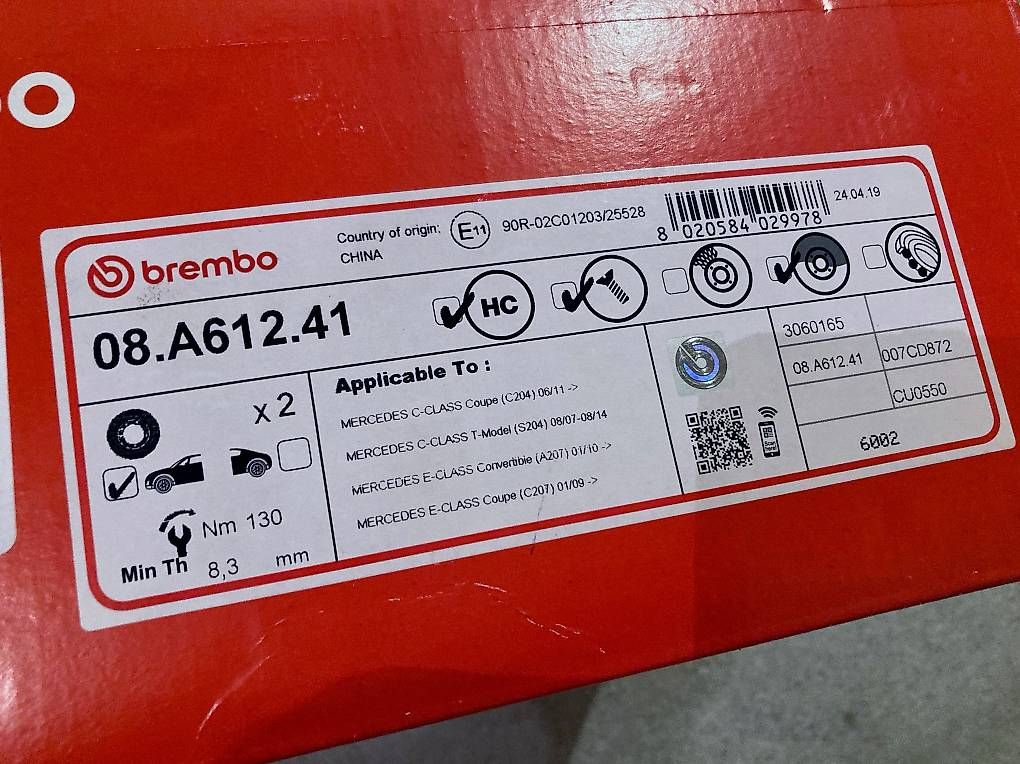 O
brembo
Country of origin:
CHINA
E11
90R-02C01203/25528
8 020584 029978
24.04.19
08.A612.41
HC
x 2
Nm 130
Min Th 8,3 mm
Applicable To :
MERCEDES C-CLASS Coupe (C204) 06/11 ->
MERCEDES C-CLASS T-Model (S204) 08/07-08/14
MERCEDES E-CLASS Convertible (A207) 01/10 ->
MERCEDES E-CLASS Coupe (C207) 01/09 ->
3060165
08.A612.41
007CD872
CU0550
6002